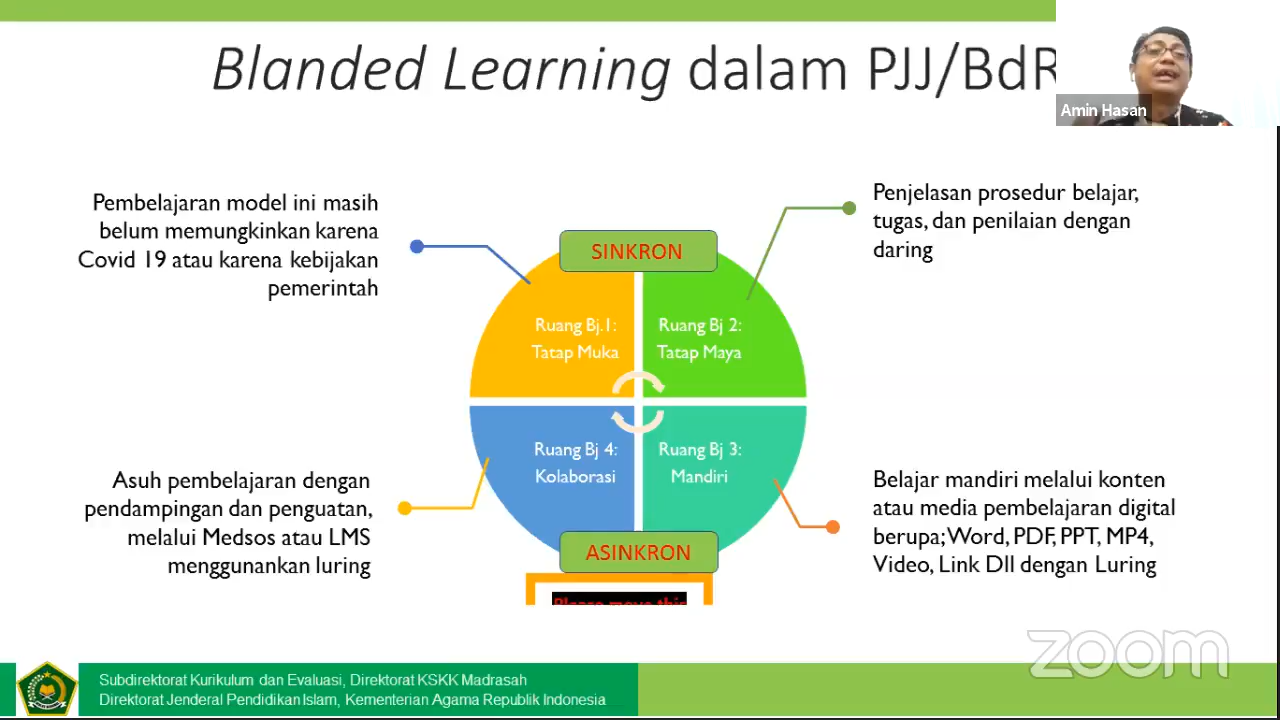 Blanded Learning dalam PJJ/BdR
Amin Hasan
Pembelajaran model ini masih
belum memungkinkan karena
Covid 19 atau karena kebijakan
pemerintah
Penjelasan prosedur belajar,
tugas, dan penilaian dengan
daring
SINKRON
Ruang Bj.1:
Tatap Muka
Ruang Bj 2:
Tatap Maya
Ruang Bj 4:
Kolaborasi
Ruang Bj 3:
Mandiri
Asuh pembelajaran dengan
pendampingan dan penguatan,
melalui Medsos atau LMS
menggunankan luring
Belajar mandiri melalui konten
atau media pembelajaran digital
berupa; Word, PDF, PPT, MP4,
Video, Link Dll dengan Luring
ASINKRON
Please move this
zoom
Subdirektorat Kurikulum dan Evaluasi, Direktorat KSKK Madrasah
Direktorat Jenderal Pendidikan Islam, Kementerian Agama Republik Indonesia